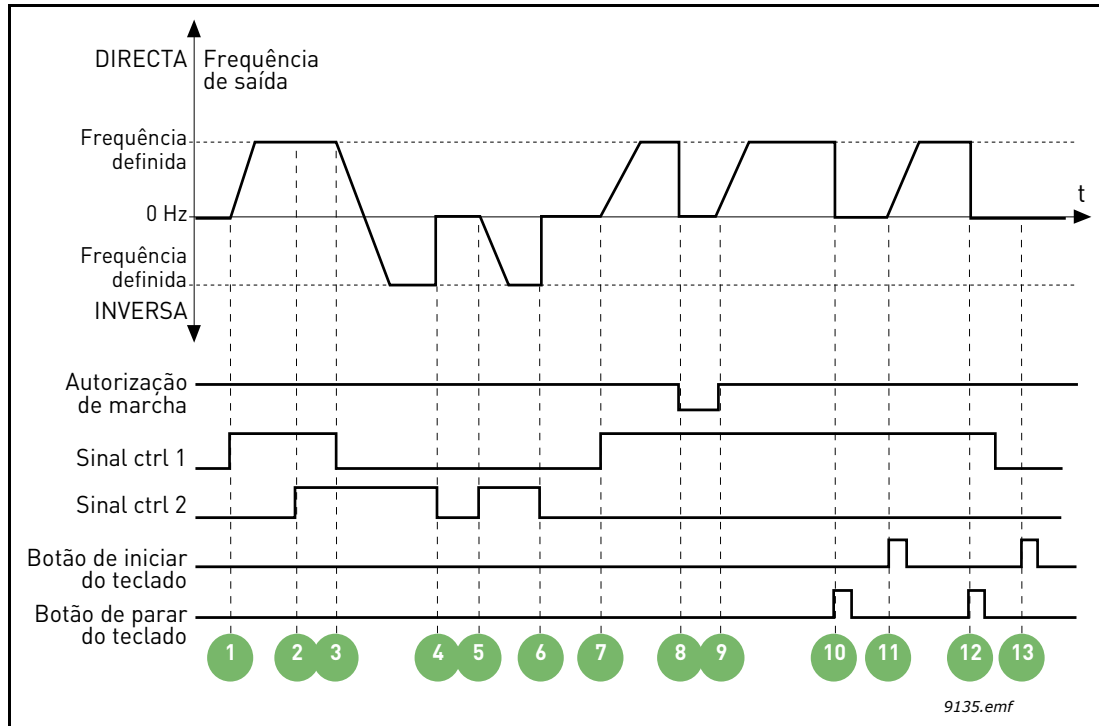 DIRECTA
Frequência
de saída
Frequência
definida
t
0 Hz
Frequência
definida
INVERSA
Autorização
de marcha
Sinal ctrl 1
Sinal ctrl 2
Botão de iniciar
do teclado
Botão de parar
do teclado
1 2 3 4 5 6 7 8 9 10 11 12 13
9135.emf